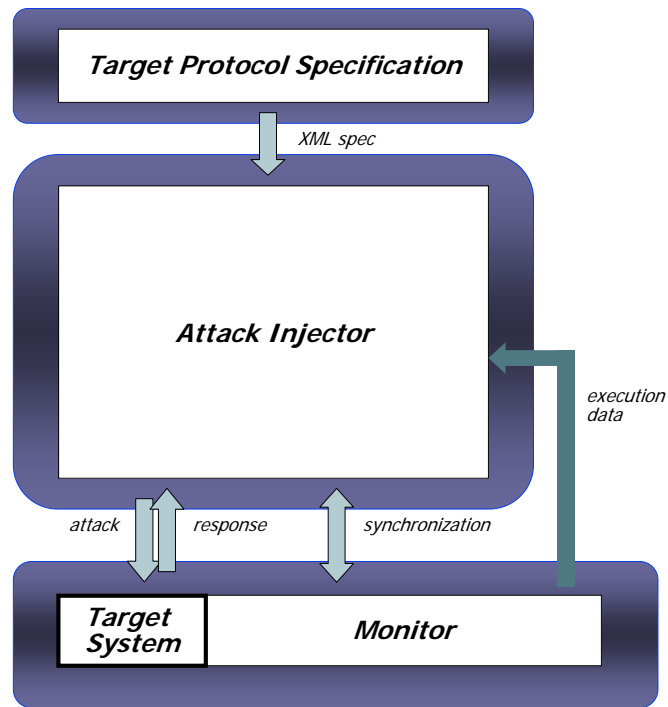 Target Protocol Specification
XML spec
Attack Injector
execution
data
attack
response
synchronization
Target
System
Monitor